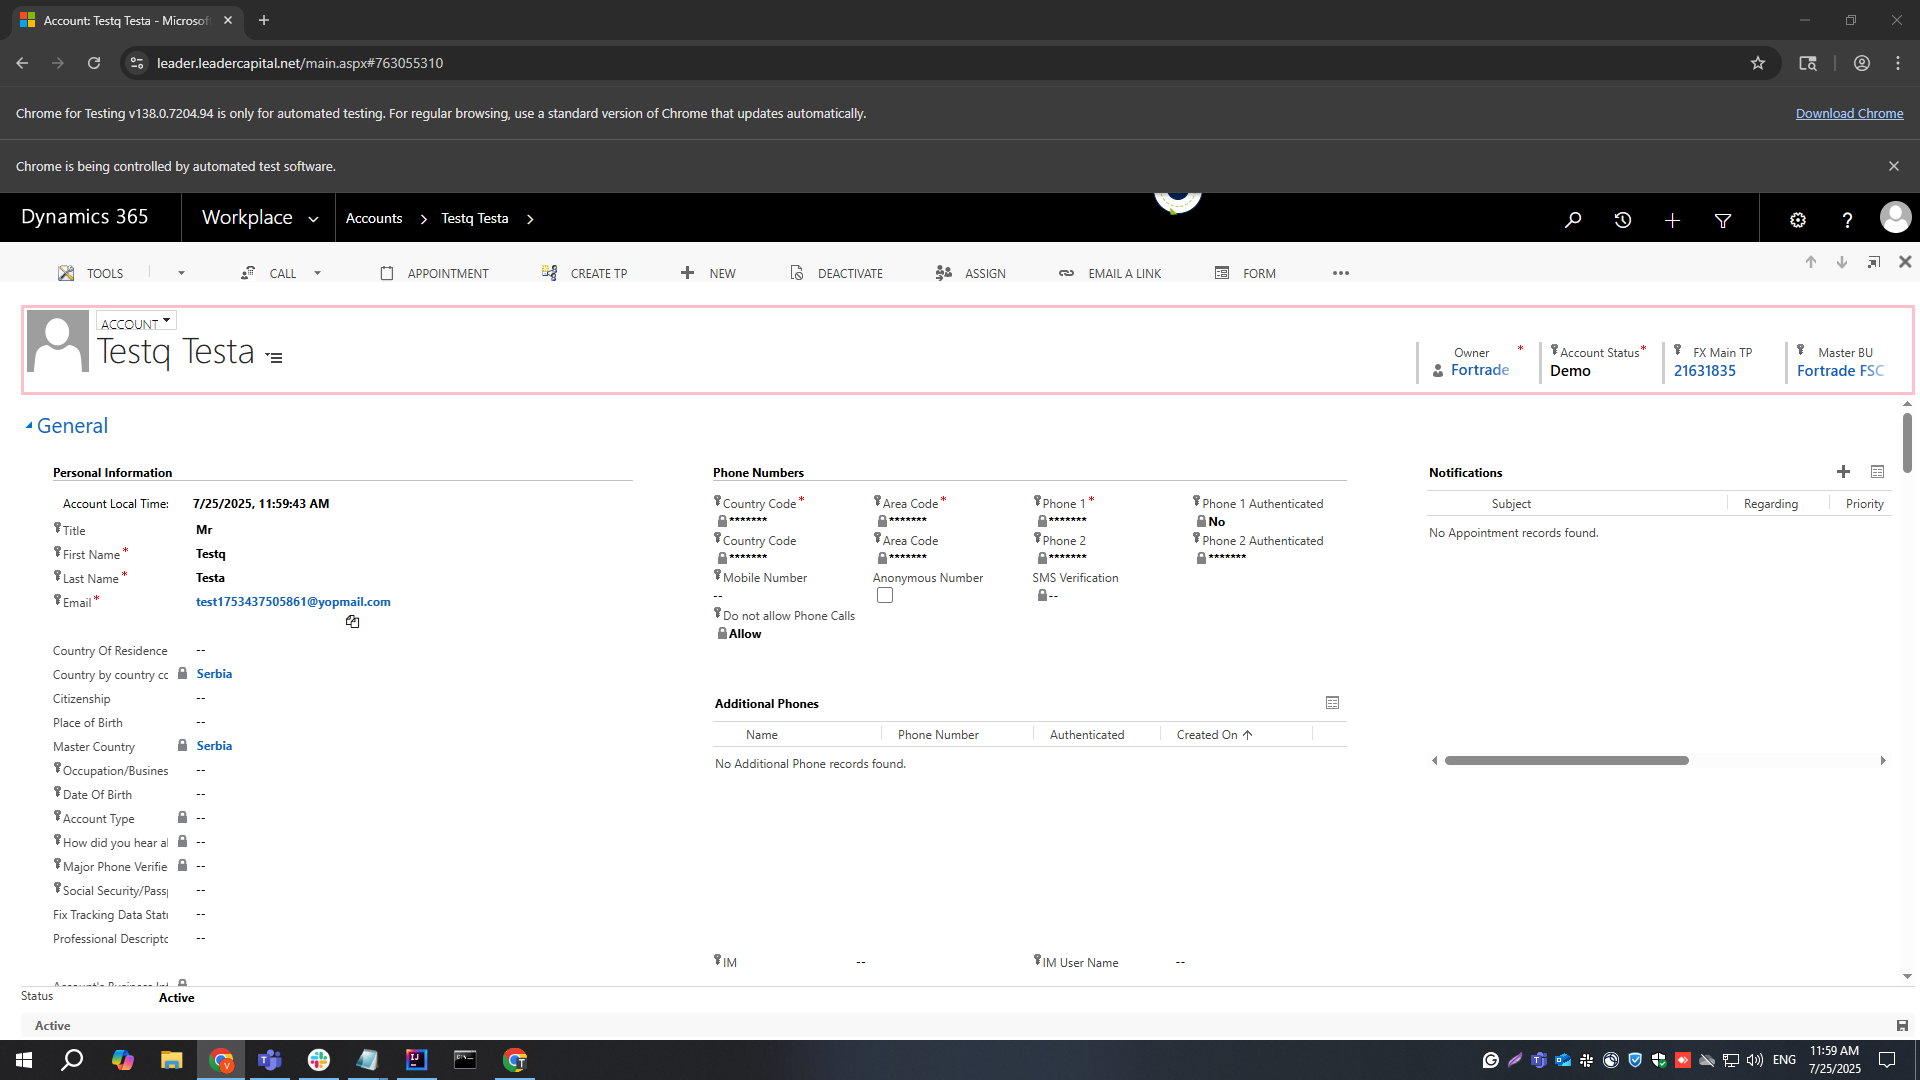 Account: Testq Testa - Microsof
leader.leadercapital.net/main.aspx#763055310
Chrome for Testing v138.0.7204.94 is only for automated testing. For regular browsing, use a standard version of Chrome that updates automatically.
Download Chrome
Chrome is being controlled by automated test software.
Dynamics 365
Workplace
Accounts
Testq Testa
TOOLS
CALL
APPOINTMENT
CREATE TP
NEW
DEACTIVATE
ASSIGN
EMAIL A LINK
FORM
ACCOUNT
Testq Testa
Owner *
Fortrade
Account Status *
Demo
FX Main TP
21631835
Master BU
Fortrade FSC
General
Personal Information
Account Local Time: 7/25/2025, 11:59:43 AM
Title Mr
First Name * Testq
Last Name * Testa
Email * test1753437505861@yopmail.com
Country Of Residence --
Country by country cc Serbia
Citizenship --
Place of Birth --
Master Country Serbia
Occupation/Busines --
Date Of Birth --
Account Type --
How did you hear a --
Major Phone Verifie --
Social Security/Pass --
Fix Tracking Data Statu --
Professional Descripto --
Phone Numbers
Country Code * Area Code * Phone 1 * Phone 1 Authenticated
******* ******* ******* No
Country Code Area Code Phone 2 Phone 2 Authenticated
******* ******* ******* *******
Mobile Number Anonymous Number SMS Verification
-- --
Do not allow Phone Calls
Allow
Additional Phones
Name Phone Number Authenticated Created On
No Additional Phone records found.
IM -- IM User Name --
Notifications
Subject Regarding Priority
No Appointment records found.
Status Active
Active
ENG
11:59 AM
7/25/2025